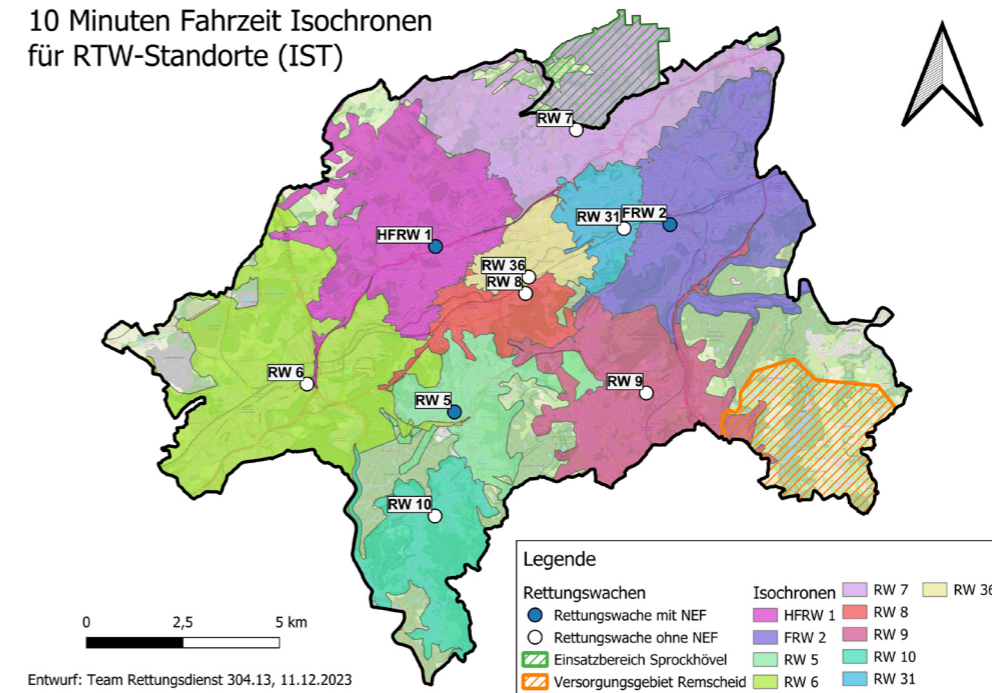 10 Minuten Fahrzeit Isochronen
für RTW-Standorte (IST)
RW 7
RW 31
FRW 2
HFRW 1
RW 36
RW 8
RW 6
RW 9
RW 5
RW 10
0 2,5 5 km
Entwurf: Team Rettungsdienst 304.13, 11.12.2023
Legende
Rettungswachen
Rettungswache mit NEF
Rettungswache ohne NEF
Einsatzbereich Sprockhövel
Versorgungsgebiet Remscheid
Isochronen
HFRW 1
FRW 2
RW 5
RW 6
RW 7
RW 8
RW 9
RW 10
RW 31
RW 36